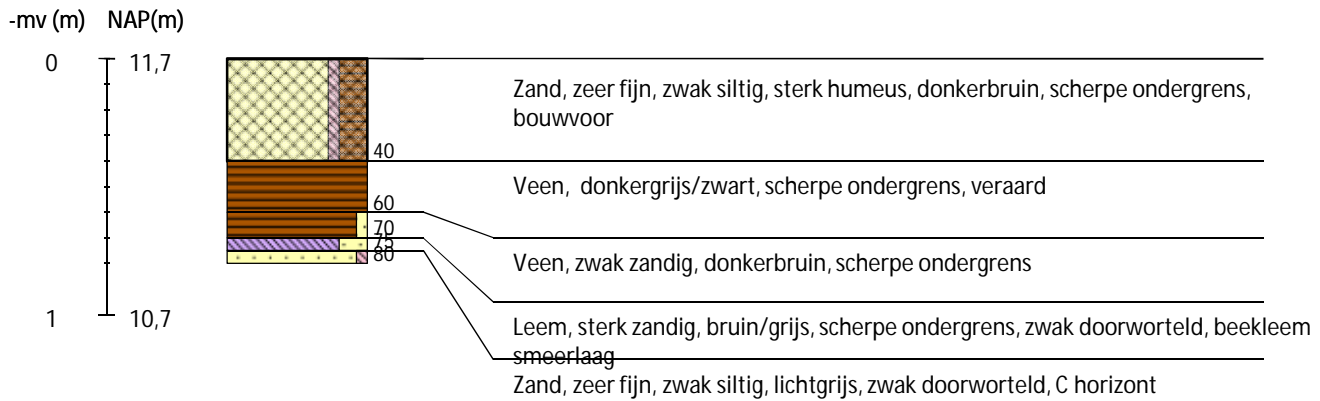 -mv (m) NAP(m)
0 11,7
Zand, zeer fijn, zwak siltig, sterk humeus, donkerbruin, scherpe ondergrens,
bouwvoor
40
Veen, donkergrijs/zwart, scherpe ondergrens, veraard
60
70
75
80
Veen, zwak zandig, donkerbruin, scherpe ondergrens
1 10,7
Leem, sterk zandig, bruin/grijs, scherpe ondergrens, zwak doorworteld, beekleem
smeerlaag
Zand, zeer fijn, zwak siltig, lichtgrijs, zwak doorworteld, C horizont